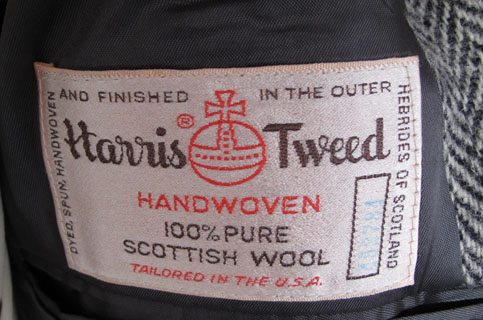 DYED, SPUN, HANDWOVEN
AND FINISHED
IN THE OUTER
HEBRIDES OF SCOTLAND
Harris® Tweed
HANDWOVEN
100% PURE
SCOTTISH WOOL
TAILORED IN THE U.S.A.